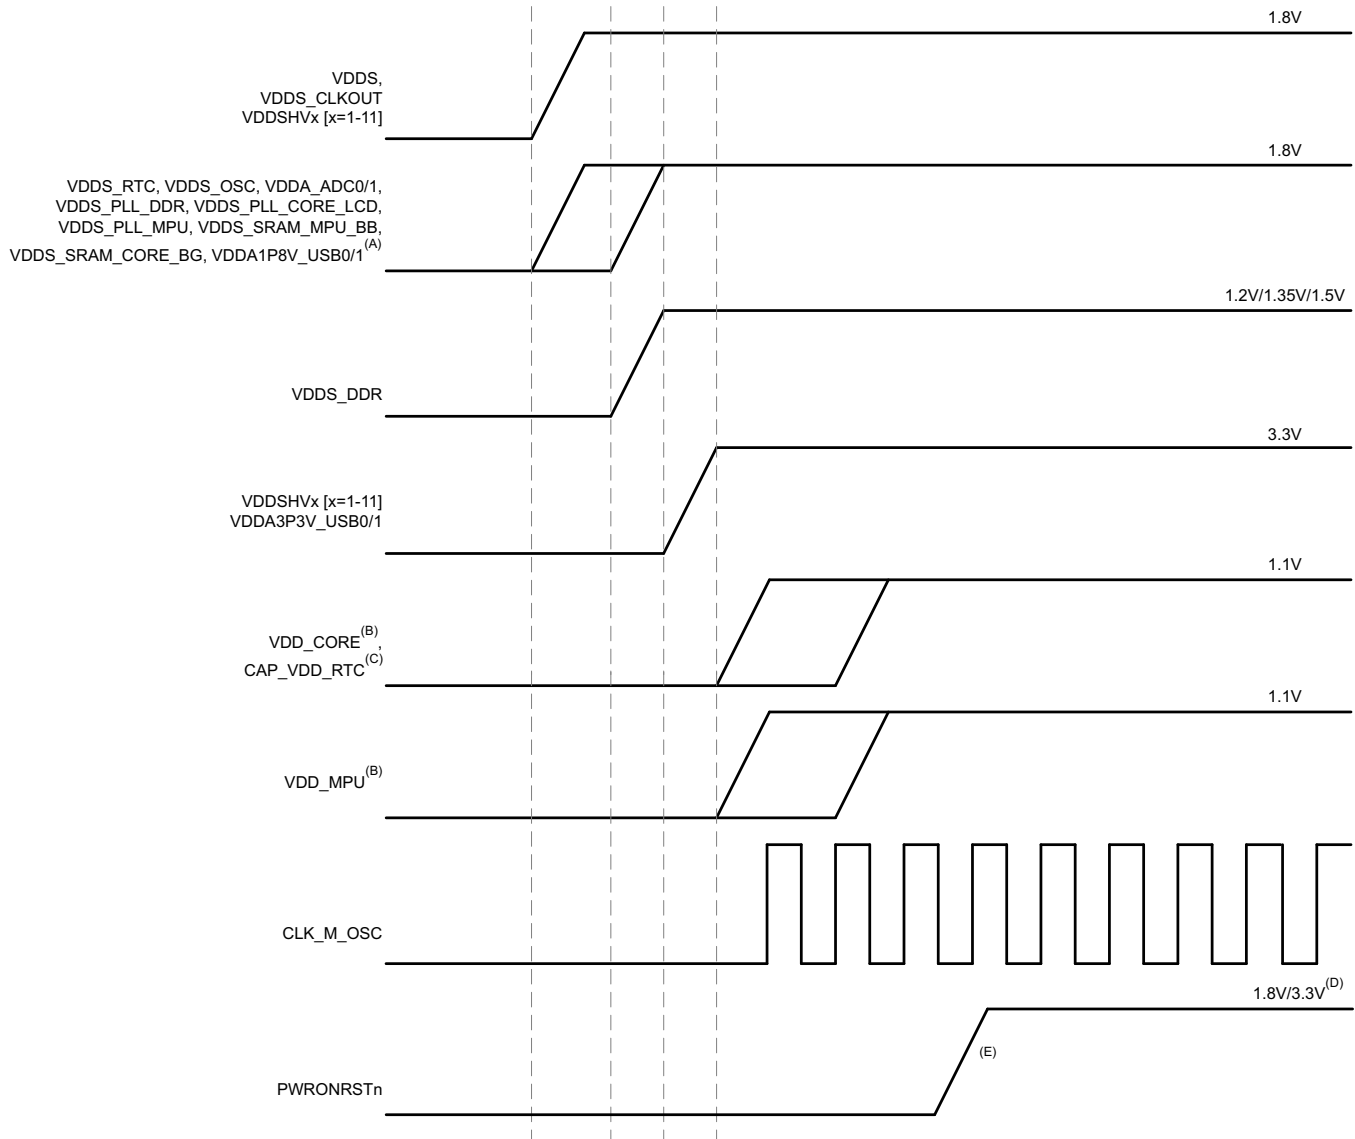 1.8V
VDDS,
VDDS_CLKOUT
VDDSHVx [x=1-11]
1.8V
VDDS_RTC, VDDS_OSC, VDDA_ADC0/1,
VDDS_PLL_DDR, VDDS_PLL_CORE_LCD,
VDDS_PLL_MPU, VDDS_SRAM_MPU_BB,
VDDS_SRAM_CORE_BG, VDDA1P8V_USB0/1(A)
1.2V/1.35V/1.5V
VDDS_DDR
3.3V
VDDSHVx [x=1-11]
VDDA3P3V_USB0/1
1.1V
VDD_CORE(B),
CAP_VDD_RTC(C)
1.1V
VDD_MPU(B)
CLK_M_OSC
1.8V/3.3V(D)
(E)
PWRONRSTn